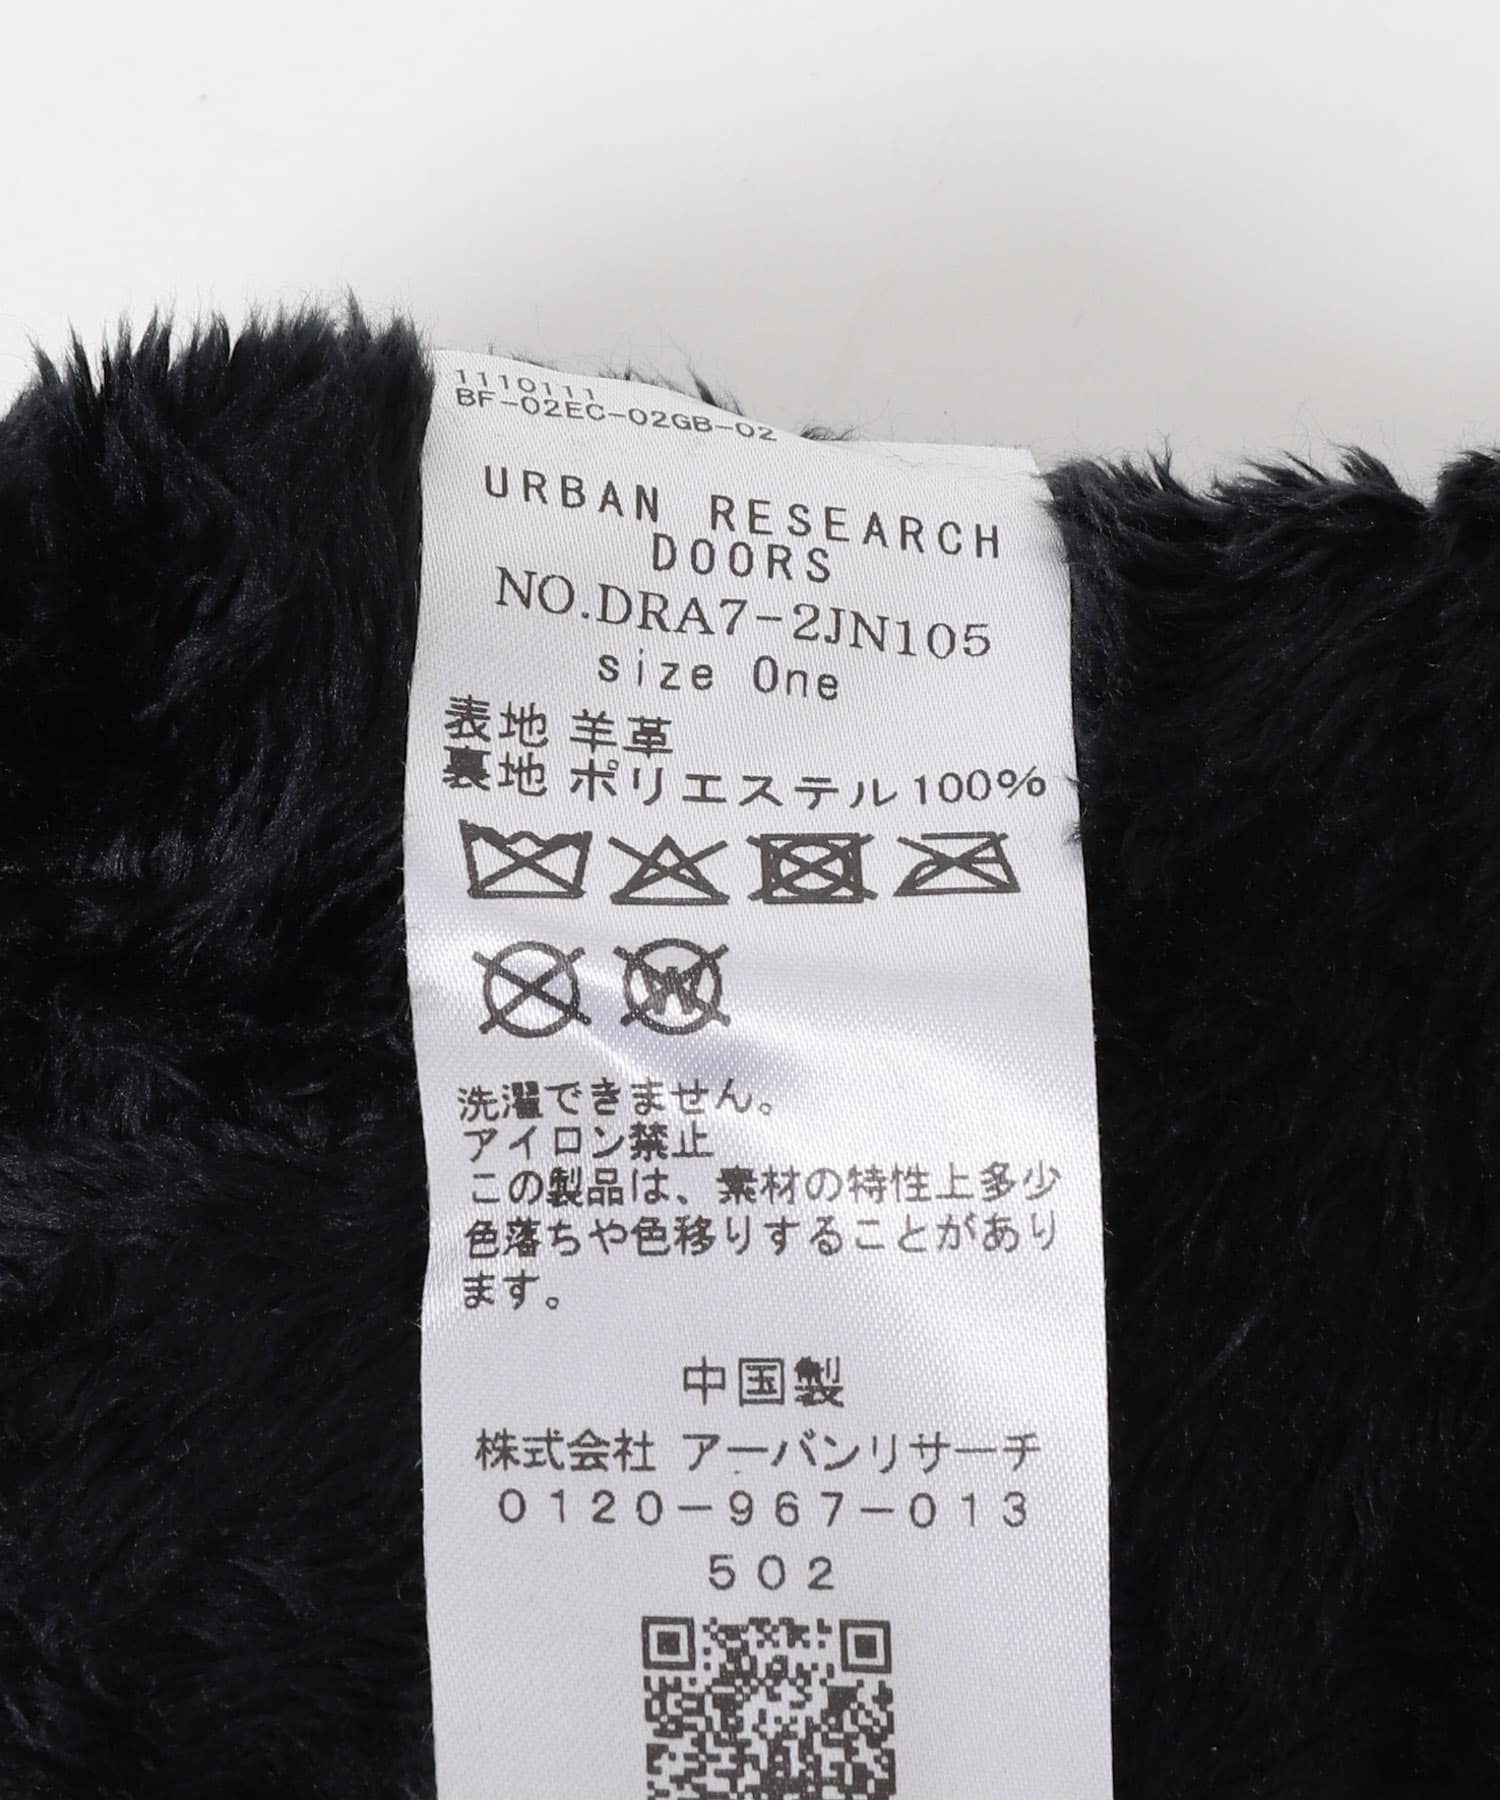 1110111
BF-02EC-02GB-02
URBAN RESEARCH
DOORS
NO.DRA7-2JN105
size One
表地 羊革
裏地 ポリエステル100%
W
洗濯できません。
アイロン禁止
この製品は、素材の特性上多少
色落ちや色移りすることがあり
ます。
中国製
株式会社 アーバンリサーチ
0120-967-013
502